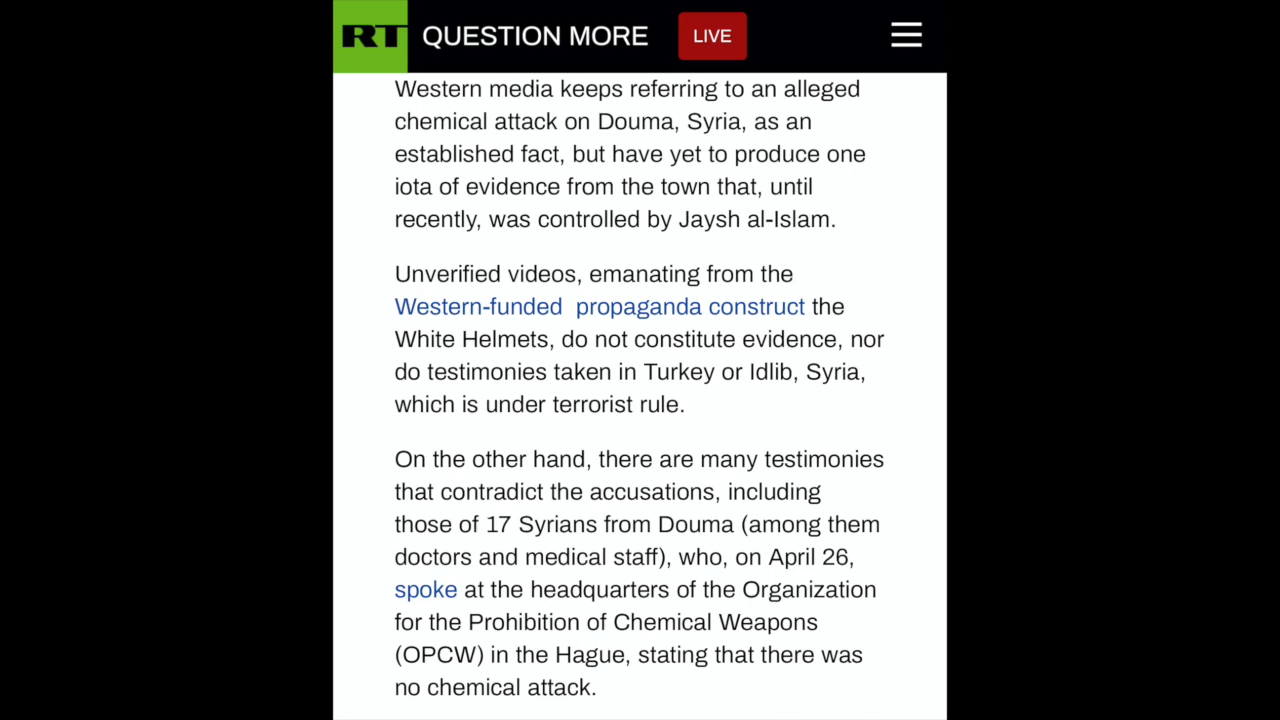 RT QUESTION MORE LIVE
Western media keeps referring to an alleged
chemical attack on Douma, Syria, as an
established fact, but have yet to produce one
iota of evidence from the town that, until
recently, was controlled by Jaysh al-Islam.
Unverified videos, emanating from the
Western-funded propaganda construct the
White Helmets, do not constitute evidence, nor
do testimonies taken in Turkey or Idlib, Syria,
which is under terrorist rule.
On the other hand, there are many testimonies
that contradict the accusations, including
those of 17 Syrians from Douma (among them
doctors and medical staff), who, on April 26,
spoke at the headquarters of the Organization
for the Prohibition of Chemical Weapons
(OPCW) in the Hague, stating that there was
no chemical attack.